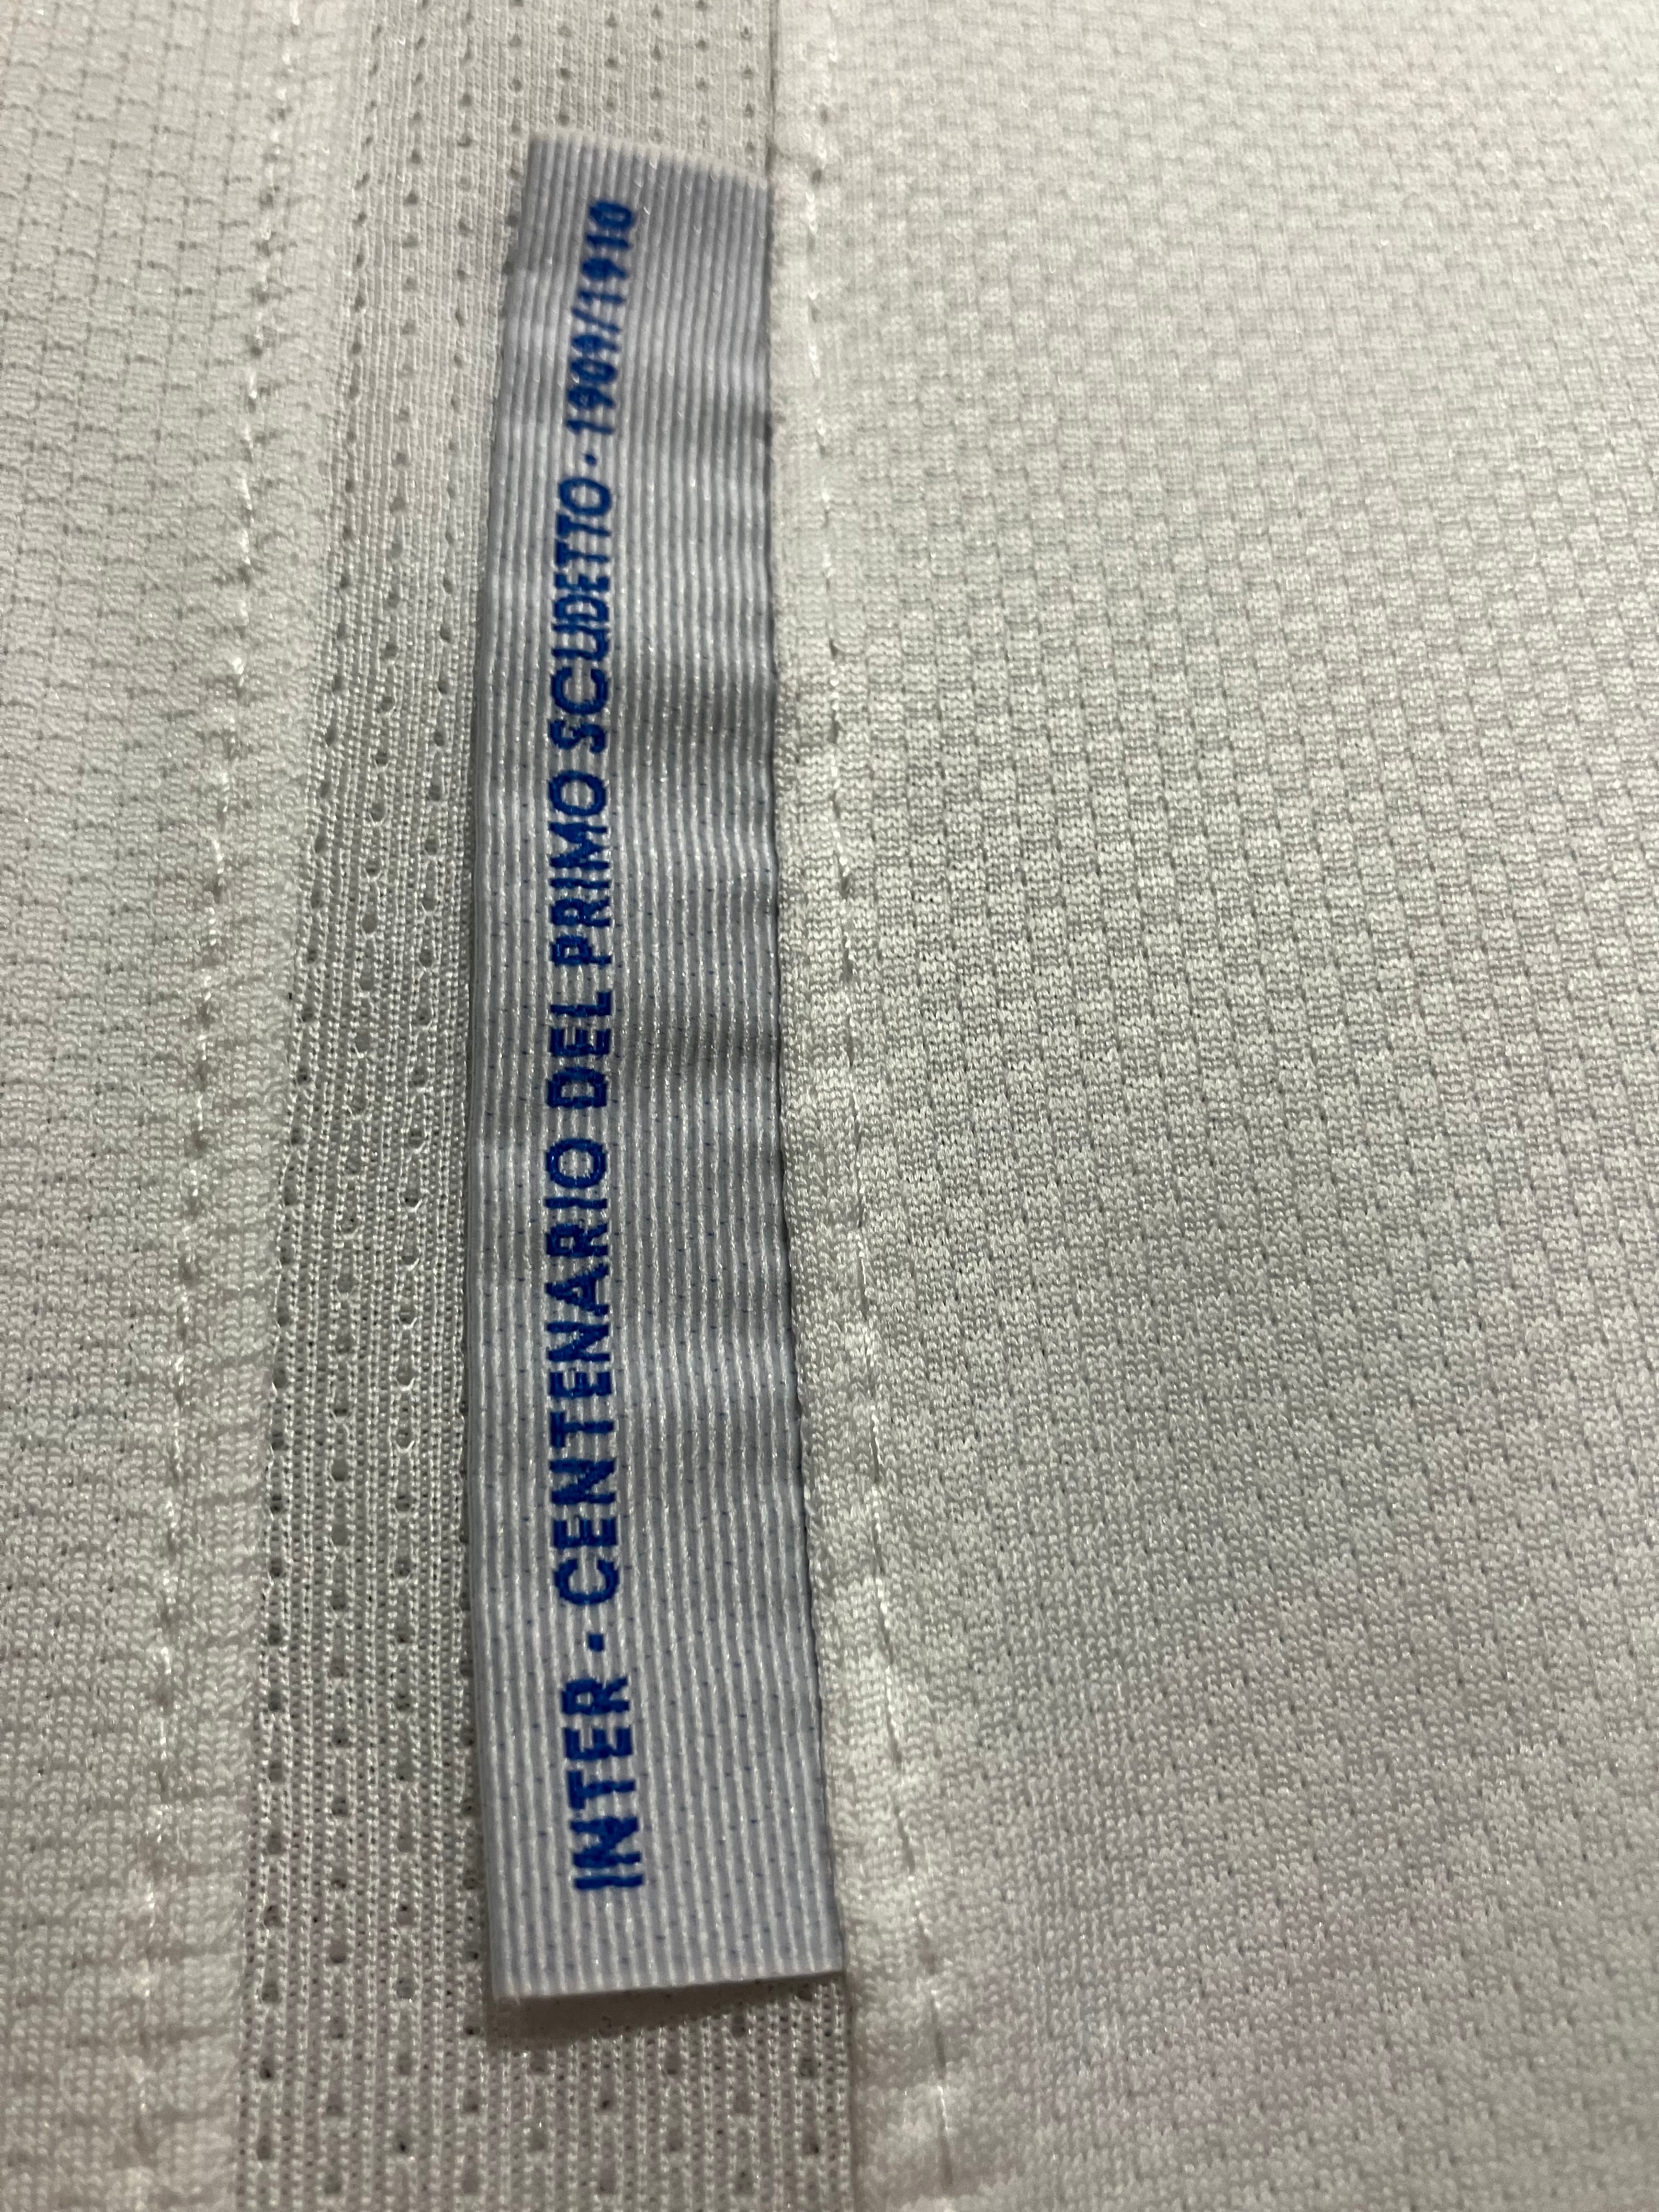 INTER · CENTENARIO DEL PRIMO SCUDETTO · 1909/1910